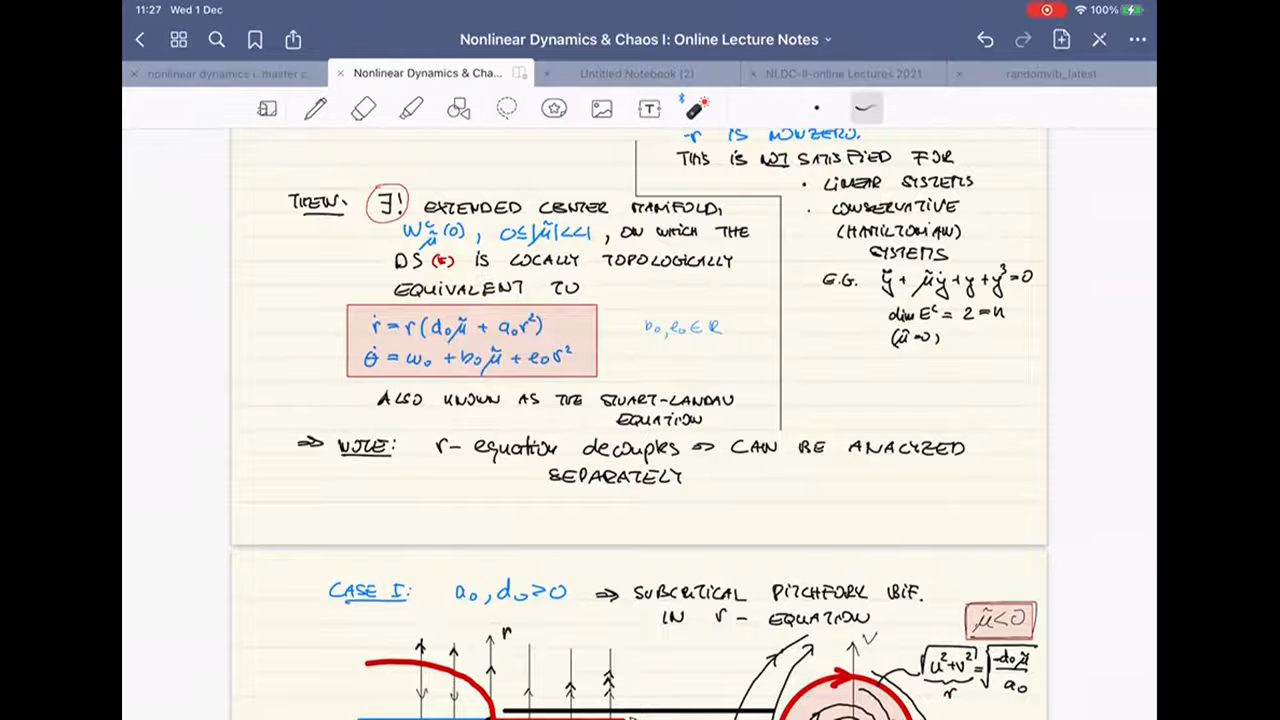 11:27 Wed 1 Dec
100%
Nonlinear Dynamics & Chaos I: Online Lecture Notes
nonlinear dynamics i. master c
Nonlinear Dynamics & Cha...
Untitled Notebook (2)
NLDC-II-online Lectures 2021
randomvib_latest
-r IS NONZERO.
THIS IS NOT SATISFIED FOR
• LINEAR SYSTEMS
• CONSERVATIVE
(HAMILTONIAN)
SYSTEMS
E.G. ÿ + μ̃ẏ + y + y³ = 0
dim Eᶜ = 2 = n
(μ̃=0)
THEM. ∃! EXTENDED CENTER MANIFOLD,
Wᶜ_μ̃(0), 0≤|μ̃|<<1, ON WHICH THE
DS (*) IS LOCALLY TOPOLOGICALLY
EQUIVALENT TO
ṙ = r(d₀μ̃ + a₀r²)
θ̇ = ω₀ + b₀μ̃ + e₀r²
b₀, e₀ ∈ ℝ
ALSO KNOWN AS THE STUART-LANDAU
EQUATION
⇒ NOTE: r- equation decouples ⇒ CAN BE ANALYZED
SEPARATELY
CASE I: a₀, d₀ > 0 ⇒ SUBCRITICAL PITCHFORK BIF.
IN r - EQUATION
μ̃<0
r
V
√(u²+v²) = √(-d₀μ̃/a₀)
r